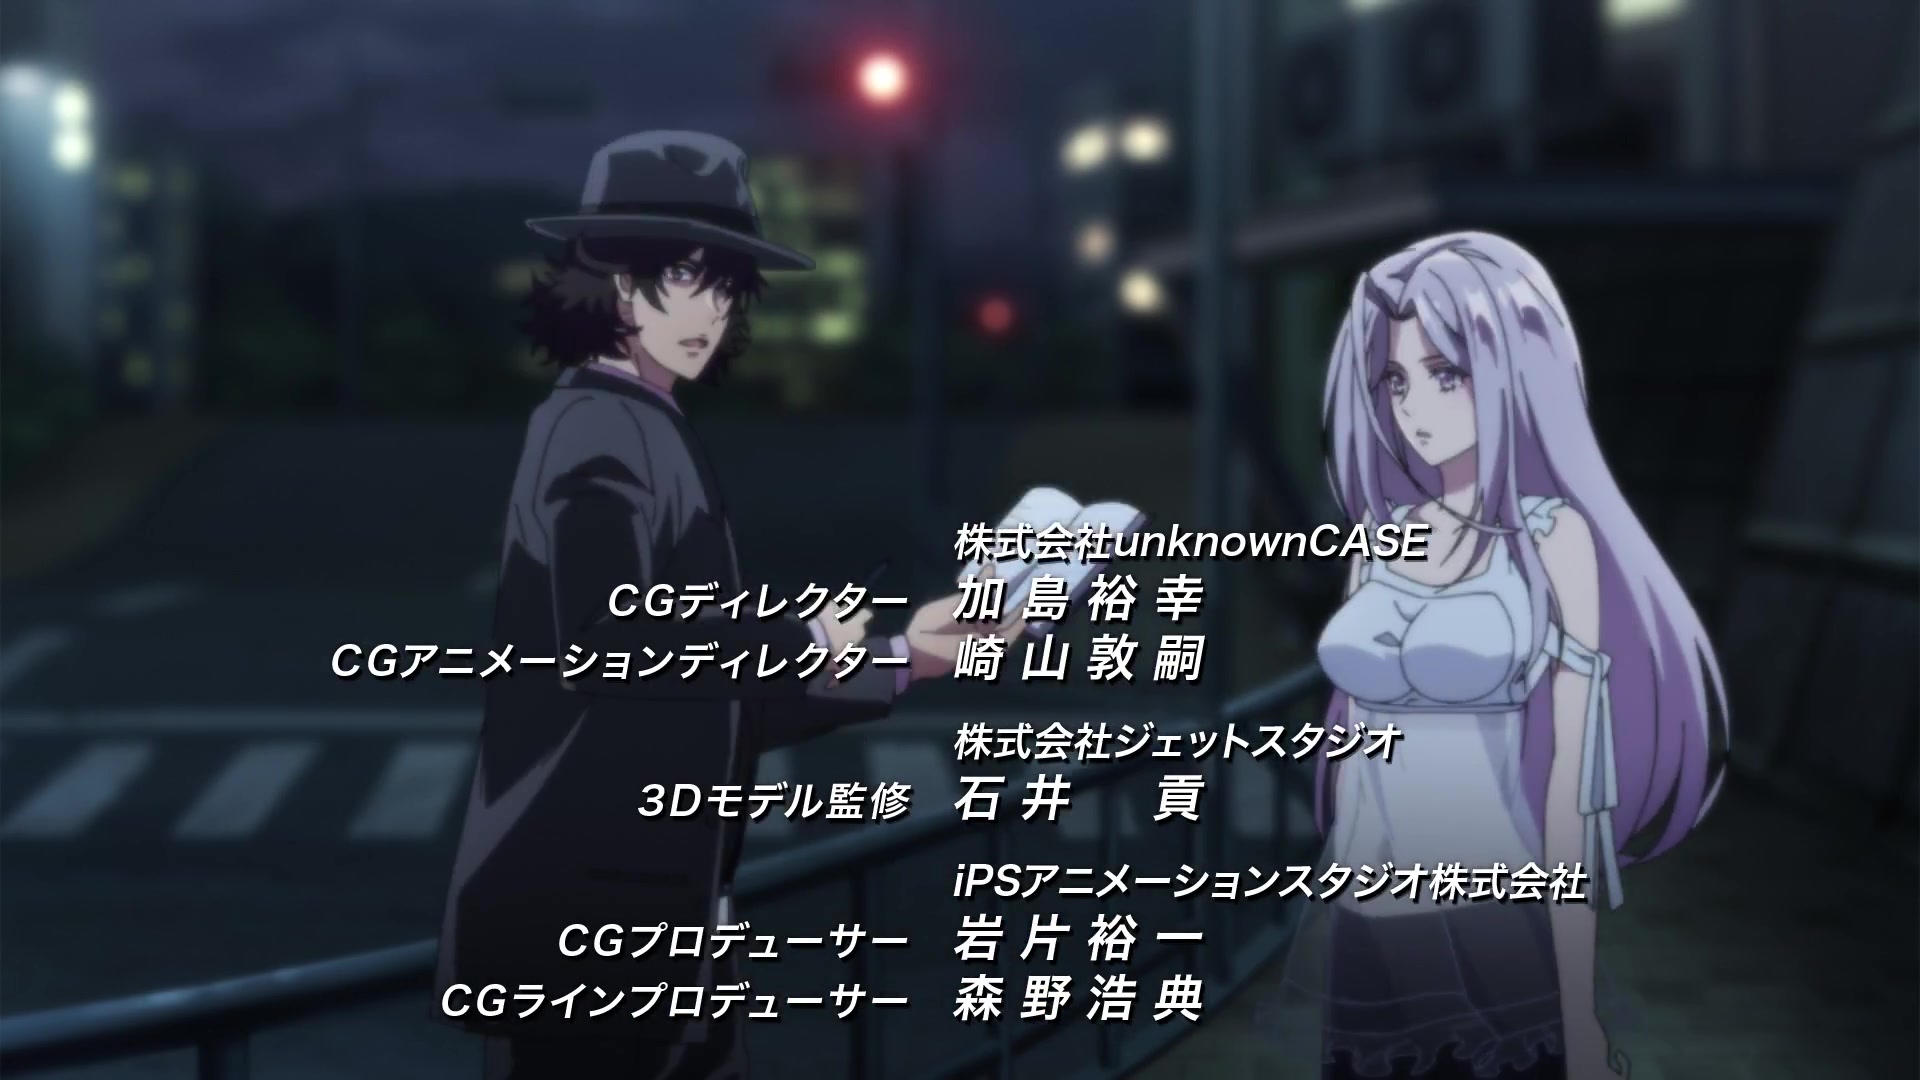 株式会社unknownCASE
CGディレクター 加島裕幸
CGアニメーションディレクター 崎山敦嗣
株式会社ジェットスタジオ
3Dモデル監修 石井 貢
iPSアニメーションスタジオ株式会社
CGプロデューサー 岩片裕一
CGラインプロデューサー 森野浩典